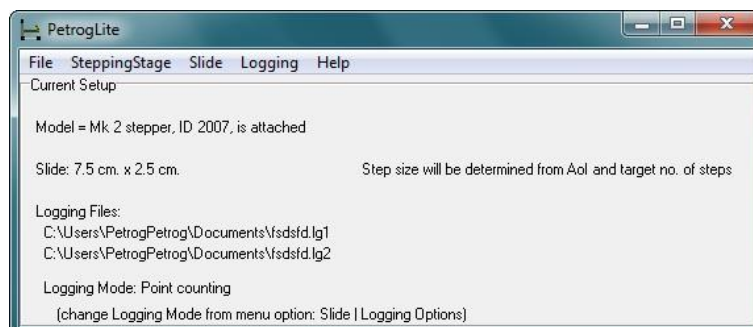 PetrogLite
File SteppingStage Slide Logging Help
Current Setup
Model = Mk 2 stepper, ID 2007, is attached
Slide: 7.5 cm. x 2.5 cm. Step size will be determined from AoI and target no. of steps
Logging Files:
C:\Users\PetrogPetrog\Documents\fsdsfd.lg1
C:\Users\PetrogPetrog\Documents\fsdsfd.lg2
Logging Mode: Point counting
(change Logging Mode from menu option: Slide | Logging Options)